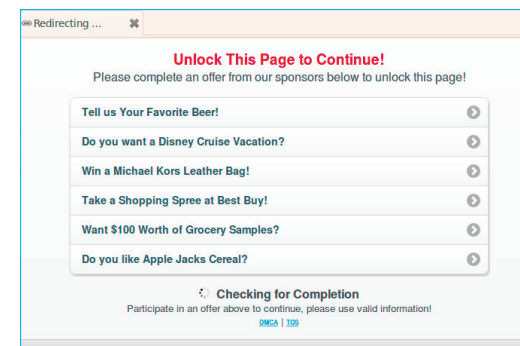 Redirecting ...
Unlock This Page to Continue!
Please complete an offer from our sponsors below to unlock this page!
Tell us Your Favorite Beer!
Do you want a Disney Cruise Vacation?
Win a Michael Kors Leather Bag!
Take a Shopping Spree at Best Buy!
Want $100 Worth of Grocery Samples?
Do you like Apple Jacks Cereal?
Checking for Completion
Participate in an offer above to continue, please use valid information!
DMCA | TOS